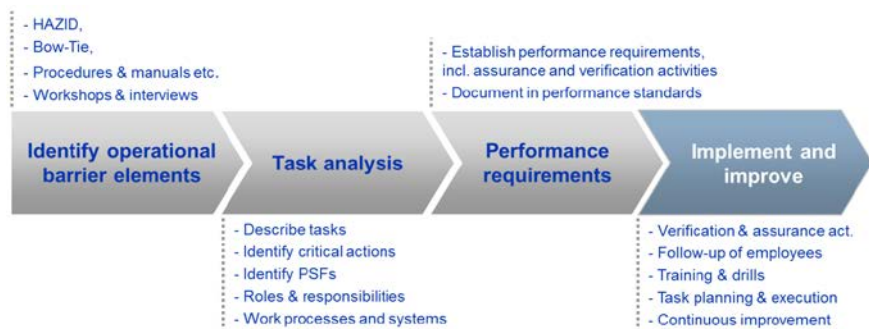 - HAZID,
- Bow-Tie,
- Procedures & manuals etc.
- Workshops & interviews
- Establish performance requirements,
incl. assurance and verification activities
- Document in performance standards
Identify operational
barrier elements
Task analysis
Performance
requirements
Implement and
improve
- Describe tasks
- Identify critical actions
- Identify PSFs
- Roles & responsibilities
- Work processes and systems
- Verification & assurance act.
- Follow-up of employees
- Training & drills
- Task planning & execution
- Continuous improvement